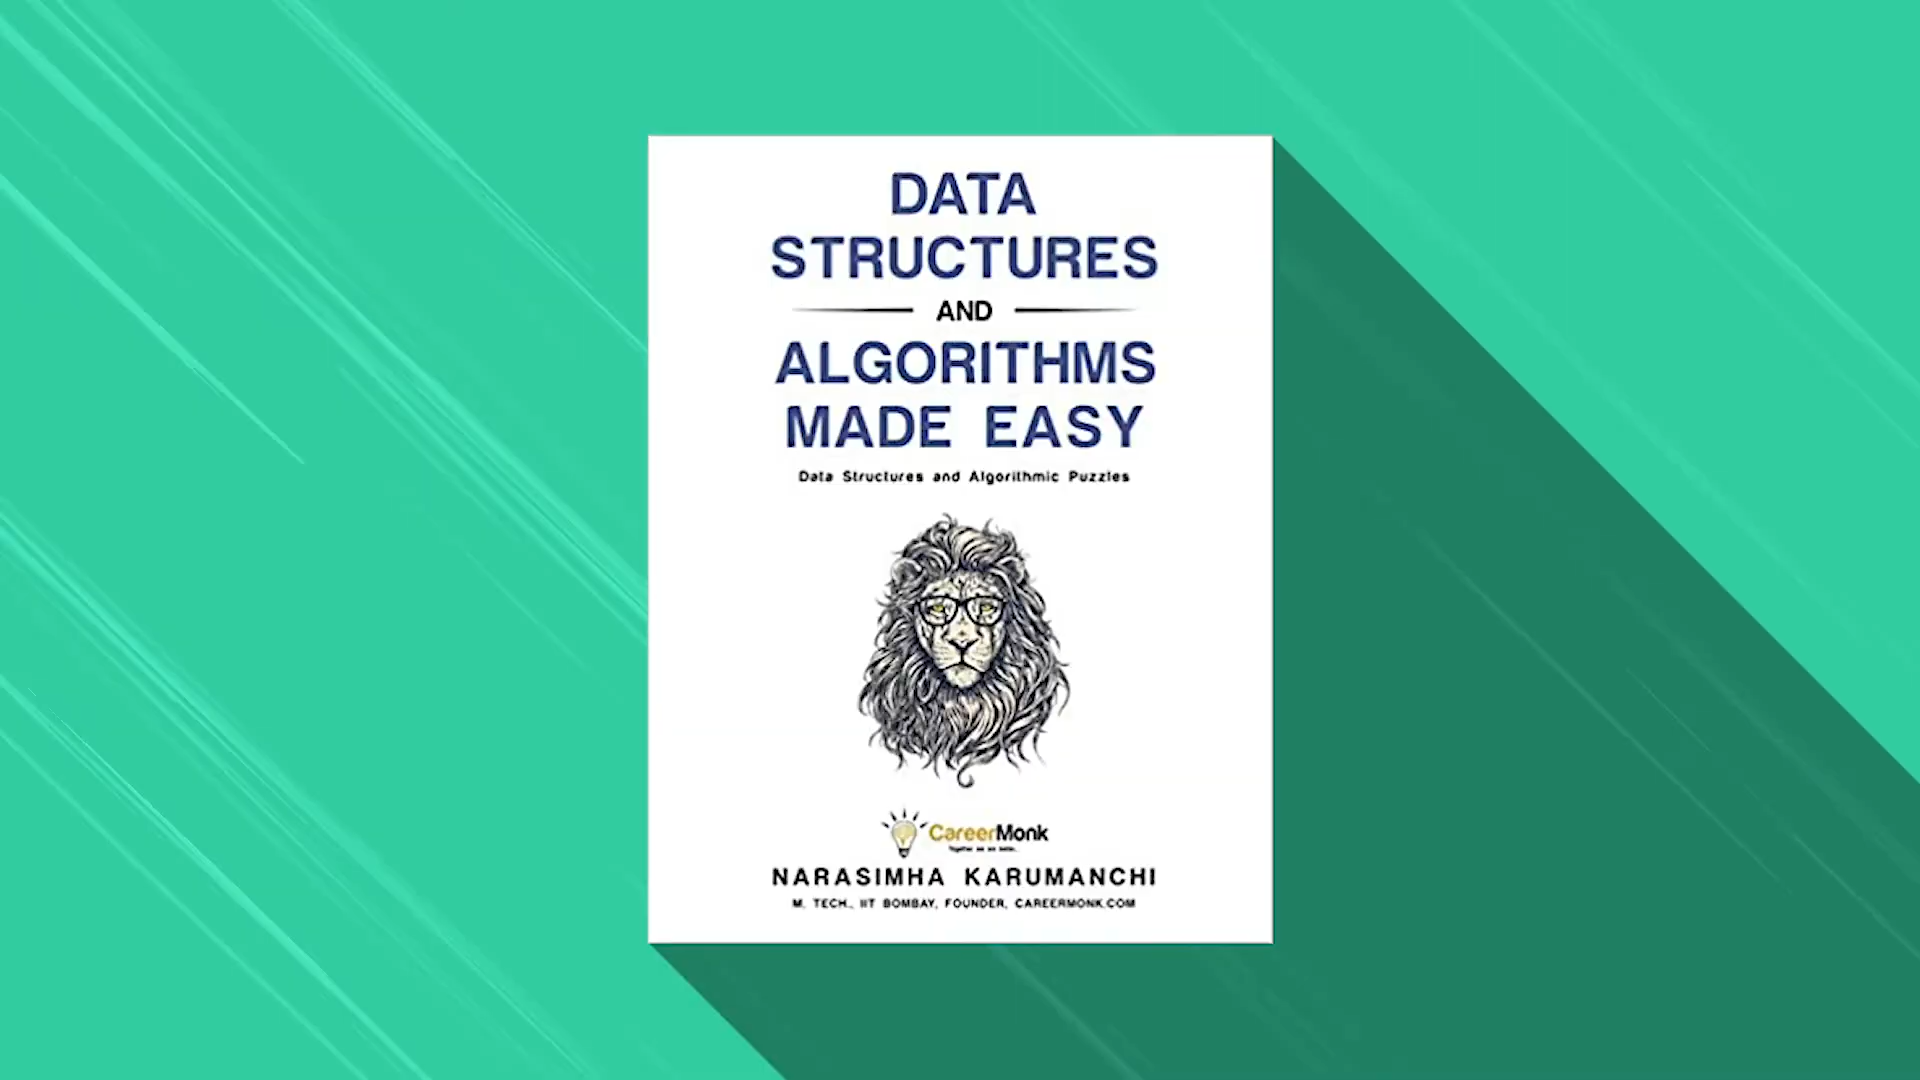 DATA
STRUCTURES
AND
ALGORITHMS
MADE EASY
Data Structures and Algorithmic Puzzles
CareerMonk
NARASIMHA KARUMANCHI
M. TECH., IIT BOMBAY, FOUNDER, CAREERMONK.COM